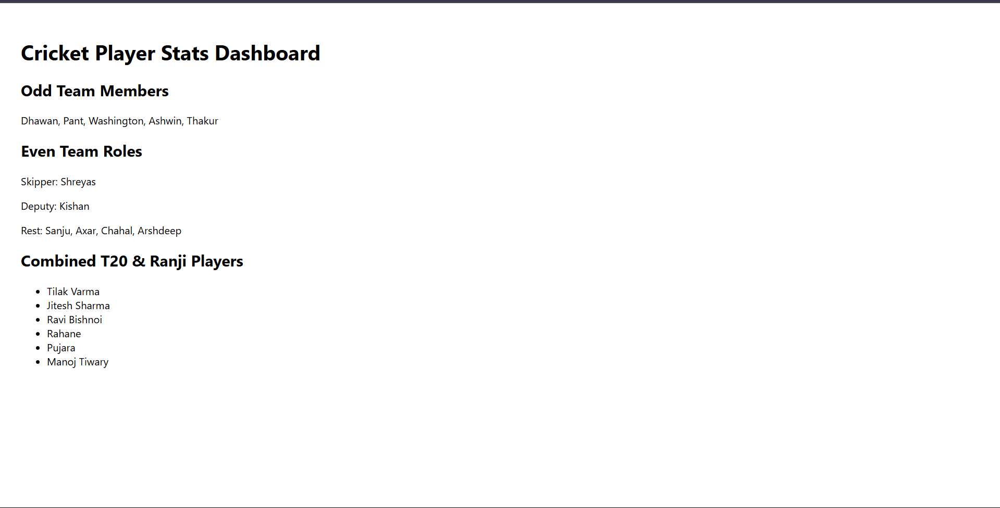 Cricket Player Stats Dashboard
Odd Team Members
Dhawan, Pant, Washington, Ashwin, Thakur
Even Team Roles
Skipper: Shreyas
Deputy: Kishan
Rest: Sanju, Axar, Chahal, Arshdeep
Combined T20 & Ranji Players
• Tilak Varma
• Jitesh Sharma
• Ravi Bishnoi
• Rahane
• Pujara
• Manoj Tiwary